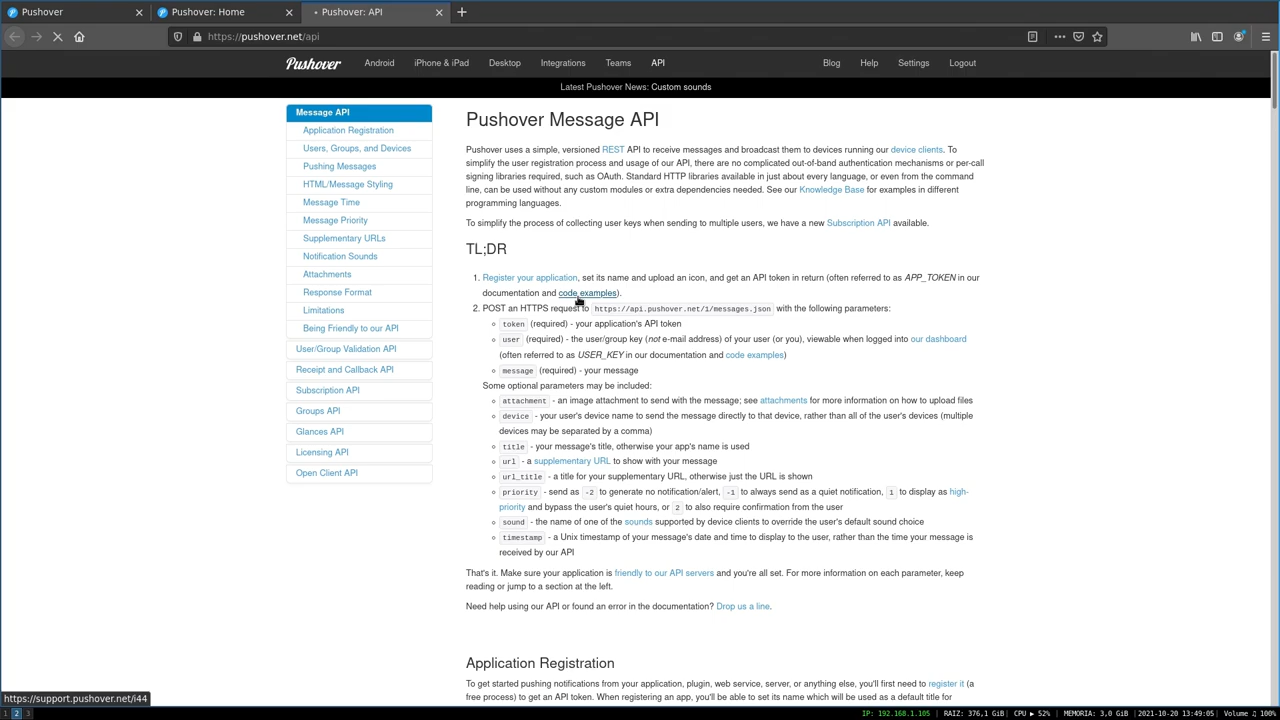 Pushover
Pushover: Home
Pushover: API
https://pushover.net/api
Pushover
Android
iPhone & iPad
Desktop
Integrations
Teams
API
Blog
Help
Settings
Logout
Latest Pushover News: Custom sounds
Message API
Application Registration
Users, Groups, and Devices
Pushing Messages
HTML/Message Styling
Message Time
Message Priority
Supplementary URLs
Notification Sounds
Attachments
Response Format
Limitations
Being Friendly to our API
User/Group Validation API
Receipt and Callback API
Subscription API
Groups API
Glances API
Licensing API
Open Client API
Pushover Message API
Pushover uses a simple, versioned REST API to receive messages and broadcast them to devices running our device clients. To
simplify the user registration process and usage of our API, there are no complicated out-of-band authentication mechanisms or per-call
signing libraries required, such as OAuth. Standard HTTP libraries available in just about every language, or even from the command
line, can be used without any custom modules or extra dependencies needed. See our Knowledge Base for examples in different
programming languages.
To simplify the process of collecting user keys when sending to multiple users, we have a new Subscription API available.
TL;DR
1. Register your application, set its name and upload an icon, and get an API token in return (often referred to as APP_TOKEN in our
documentation and code examples).
2. POST an HTTPS request to https://api.pushover.net/1/messages.json with the following parameters:
token (required) - your application's API token
user (required) - the user/group key (not e-mail address) of your user (or you), viewable when logged into our dashboard
(often referred to as USER_KEY in our documentation and code examples)
message (required) - your message
Some optional parameters may be included:
attachment - an image attachment to send with the message; see attachments for more information on how to upload files
device - your user's device name to send the message directly to that device, rather than all of the user's devices (multiple
devices may be separated by a comma)
title - your message's title, otherwise your app's name is used
url - a supplementary URL to show with your message
url_title - a title for your supplementary URL, otherwise just the URL is shown
priority - send as -2 to generate no notification/alert, -1 to always send as a quiet notification, 1 to display as high-
priority and bypass the user's quiet hours, or 2 to also require confirmation from the user
sound - the name of one of the sounds supported by device clients to override the user's default sound choice
timestamp - a Unix timestamp of your message's date and time to display to the user, rather than the time your message is
received by our API
That's it. Make sure your application is friendly to our API servers and you're all set. For more information on each parameter, keep
reading or jump to a section at the left.
Need help using our API or found an error in the documentation? Drop us a line.
Application Registration
To get started pushing notifications from your application, plugin, web service, server, or anything else, you'll first need to register it (a
free process) to get an API token. When registering an app, you'll be able to set its name which will be used as a default title for
https://support.pushover.net/i44
1 2 3
IP: 192.168.1.105 | RAIZ: 376,1 GiB | CPU ▶ 52% | MEMORIA: 3,0 GiB | 2021-10-20 13:49:05 | Volume ♫ 100%